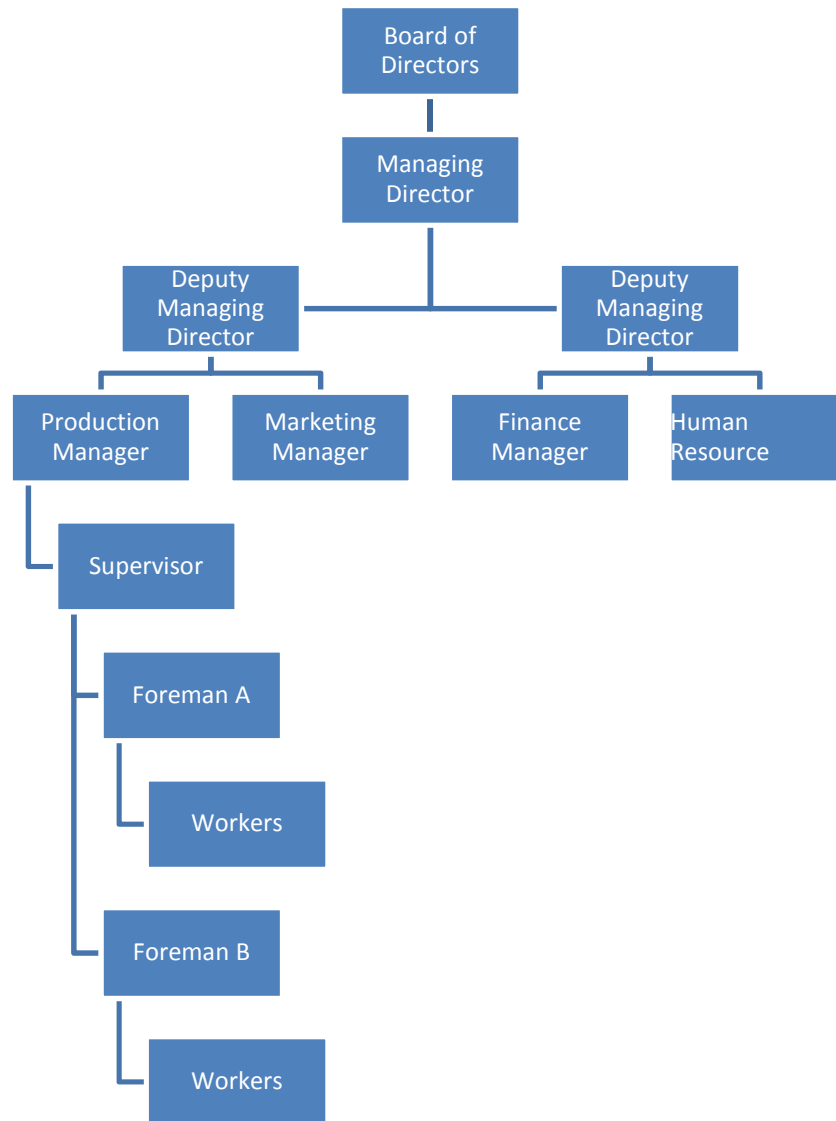 Board of
Directors
Managing
Director
Deputy
Managing
Director
Deputy
Managing
Director
Production
Manager
Marketing
Manager
Finance
Manager
Human
Resource
Supervisor
Foreman A
Workers
Foreman B
Workers